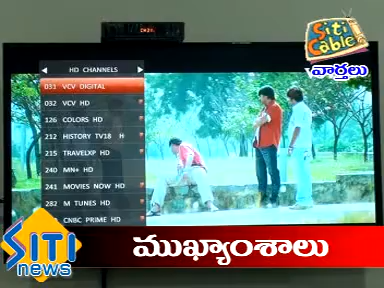 Siti
Cable
వార్తలు
HD CHANNELS
031 VCV DIGITAL
032 VCV HD
126 COLORS HD
212 HISTORY TV18 H
215 TRAVELXP HD
240 MN+ HD
241 MOVIES NOW HD
282 M TUNES HD
CNBC PRIME HD
SITI
news
ముఖ్యాంశాలు